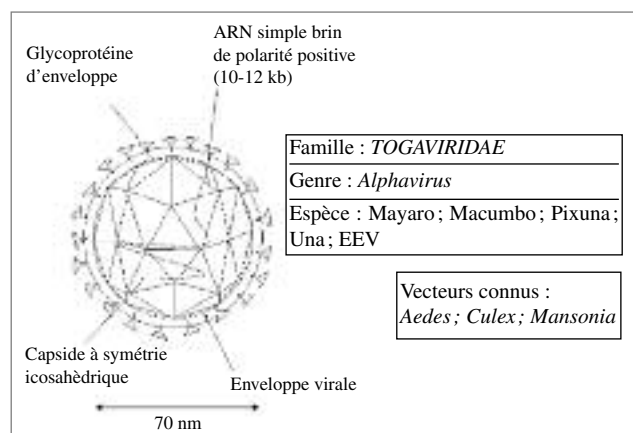 Glycoprotéine
d'enveloppe
ARN simple brin
de polarité positive
(10-12 kb)
Famille : TOGAVIRIDAE
Genre : Alphavirus
Espèce : Mayaro ; Macumbo ; Pixuna ;
Una ; EEV
Vecteurs connus :
Aedes ; Culex ; Mansonia
Capside à symétrie
icosahèdrique
Enveloppe virale
70 nm